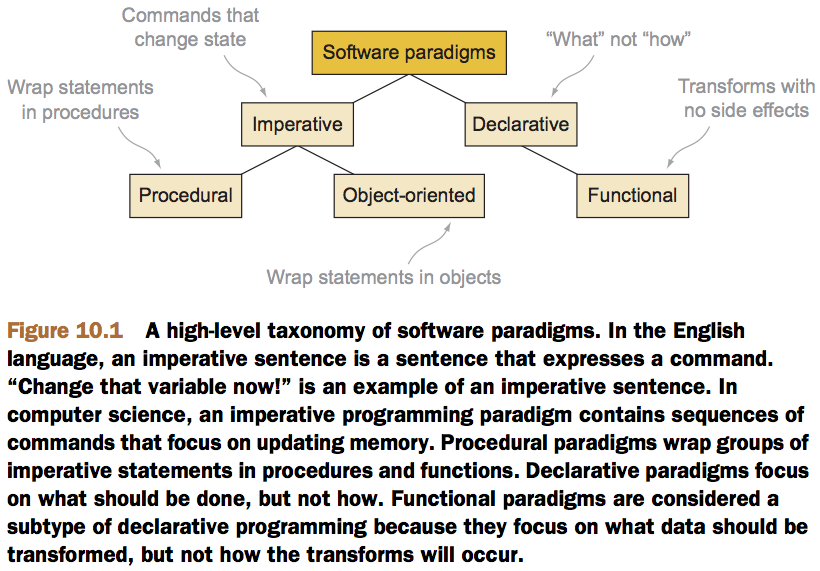 Commands that
change state
Software paradigms
“What” not “how”
Wrap statements
in procedures
Transforms with
no side effects
Imperative
Declarative
Procedural
Object-oriented
Functional
Wrap statements in objects
Figure 10.1 A high-level taxonomy of software paradigms. In the English
language, an imperative sentence is a sentence that expresses a command.
“Change that variable now!” is an example of an imperative sentence. In
computer science, an imperative programming paradigm contains sequences of
commands that focus on updating memory. Procedural paradigms wrap groups of
imperative statements in procedures and functions. Declarative paradigms focus
on what should be done, but not how. Functional paradigms are considered a
subtype of declarative programming because they focus on what data should be
transformed, but not how the transforms will occur.